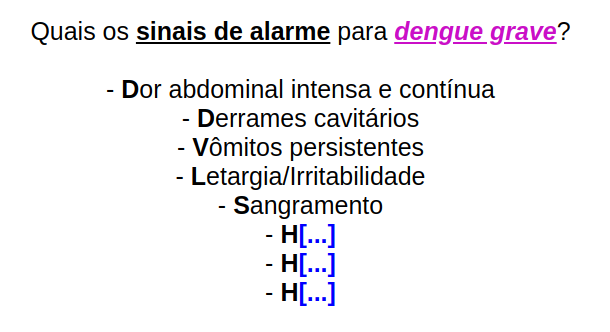 Quais os sinais de alarme para dengue grave?
- Dor abdominal intensa e contínua
- Derrames cavitários
- Vômitos persistentes
- Letargia/Irritabilidade
- Sangramento
- H[...]
- H[...]
- H[...]